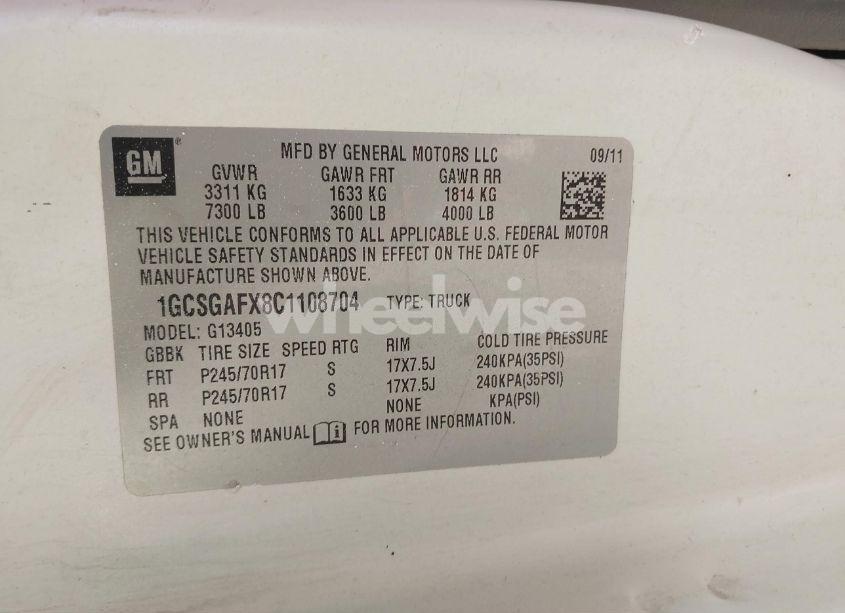 GM
MFD BY GENERAL MOTORS LLC 09/11
GVWR GAWR FRT GAWR RR
3311 KG 1633 KG 1814 KG
7300 LB 3600 LB 4000 LB
THIS VEHICLE CONFORMS TO ALL APPLICABLE U.S. FEDERAL MOTOR
VEHICLE SAFETY STANDARDS IN EFFECT ON THE DATE OF
MANUFACTURE SHOWN ABOVE.
1GCSGAFX8C1108704 TYPE: TRUCK
wheelwise
MODEL: G13405
GBBK TIRE SIZE SPEED RTG RIM COLD TIRE PRESSURE
FRT P245/70R17 S 17X7.5J 240KPA(35PSI)
RR P245/70R17 S 17X7.5J 240KPA(35PSI)
SPA NONE NONE KPA(PSI)
SEE OWNER'S MANUAL FOR MORE INFORMATION.